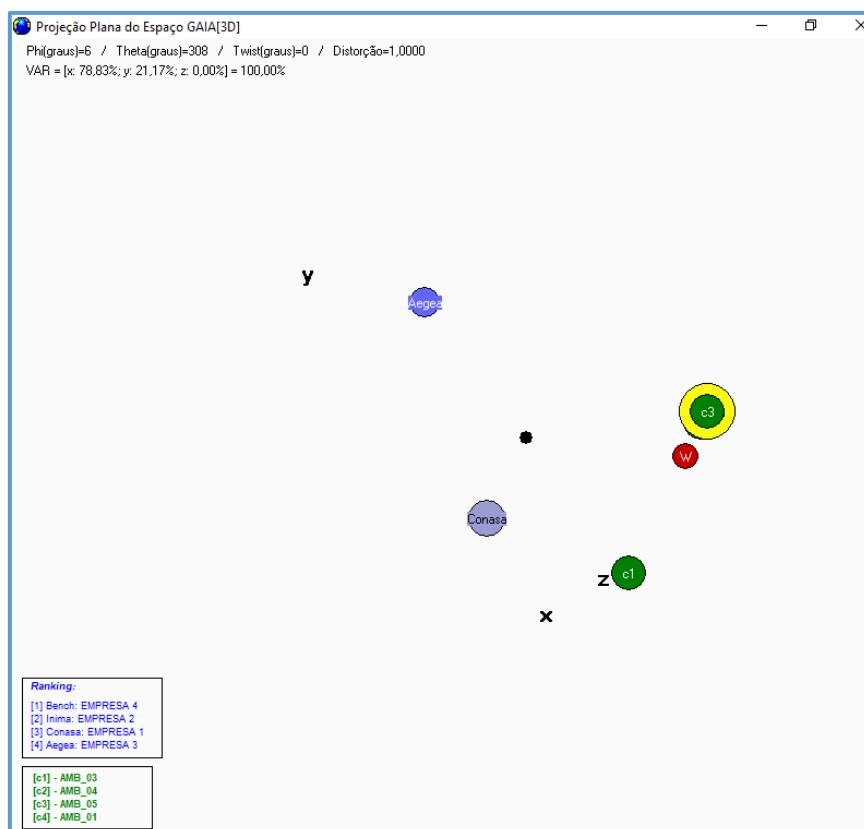 Projeção Plana do Espaço GAIA[3D]
Phi(graus)=6 / Theta(graus)=308 / Twist(graus)=0 / Distorção=1,0000
VAR = [x: 78,83%; y: 21,17%; z: 0,00%] = 100,00%
y
Aegea
c3
W
Conasa
c1
z
x
Ranking:
[1] Bench: EMPRESA 4
[2] Inima: EMPRESA 2
[3] Conasa: EMPRESA 1
[4] Aegea: EMPRESA 3
[c1] - AMB_03
[c2] - AMB_04
[c3] - AMB_05
[c4] - AMB_01